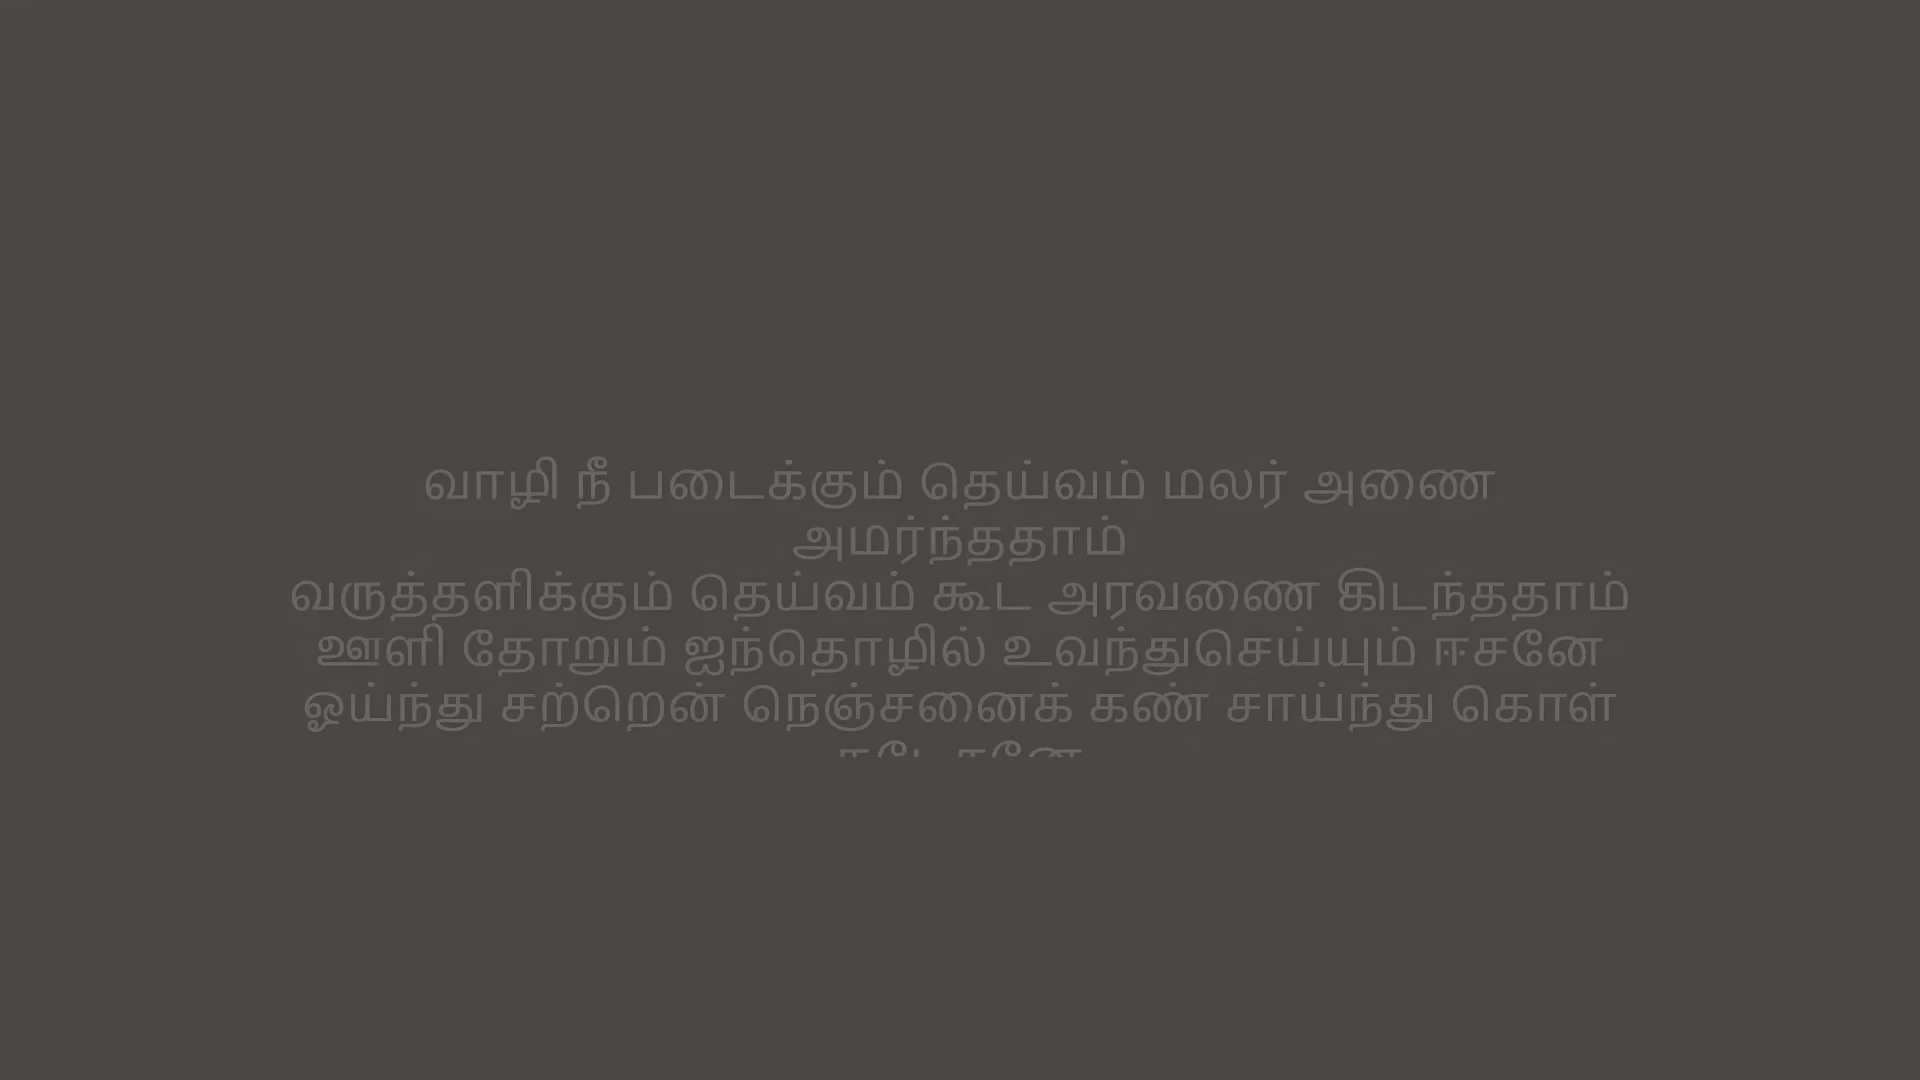 வாழி நீ படைக்கும் தெய்வம் மலர் அணை
அமர்ந்ததாம்
வருத்தளிக்கும் தெய்வம் கூட அரவணை கிடந்ததாம்
ஊளி தோறும் ஐந்தொழில் உவந்துசெய்யும் ஈசனே
ஓய்ந்து சற்றென் நெஞ்சனைக் கண் சாய்ந்து கொள்